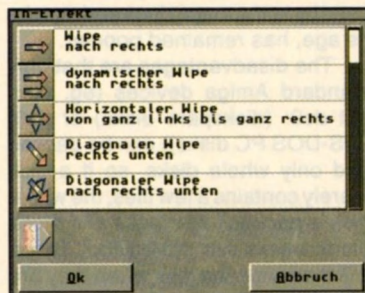 In-Effekt
Wipe
nach rechts
dynamischer Wipe
nach rechts
Horizontaler Wipe
von ganz links bis ganz rechts
Diagonaler Wipe
rechts unten
Diagonaler Wipe
nach rechts unten
Ok
Abbruch